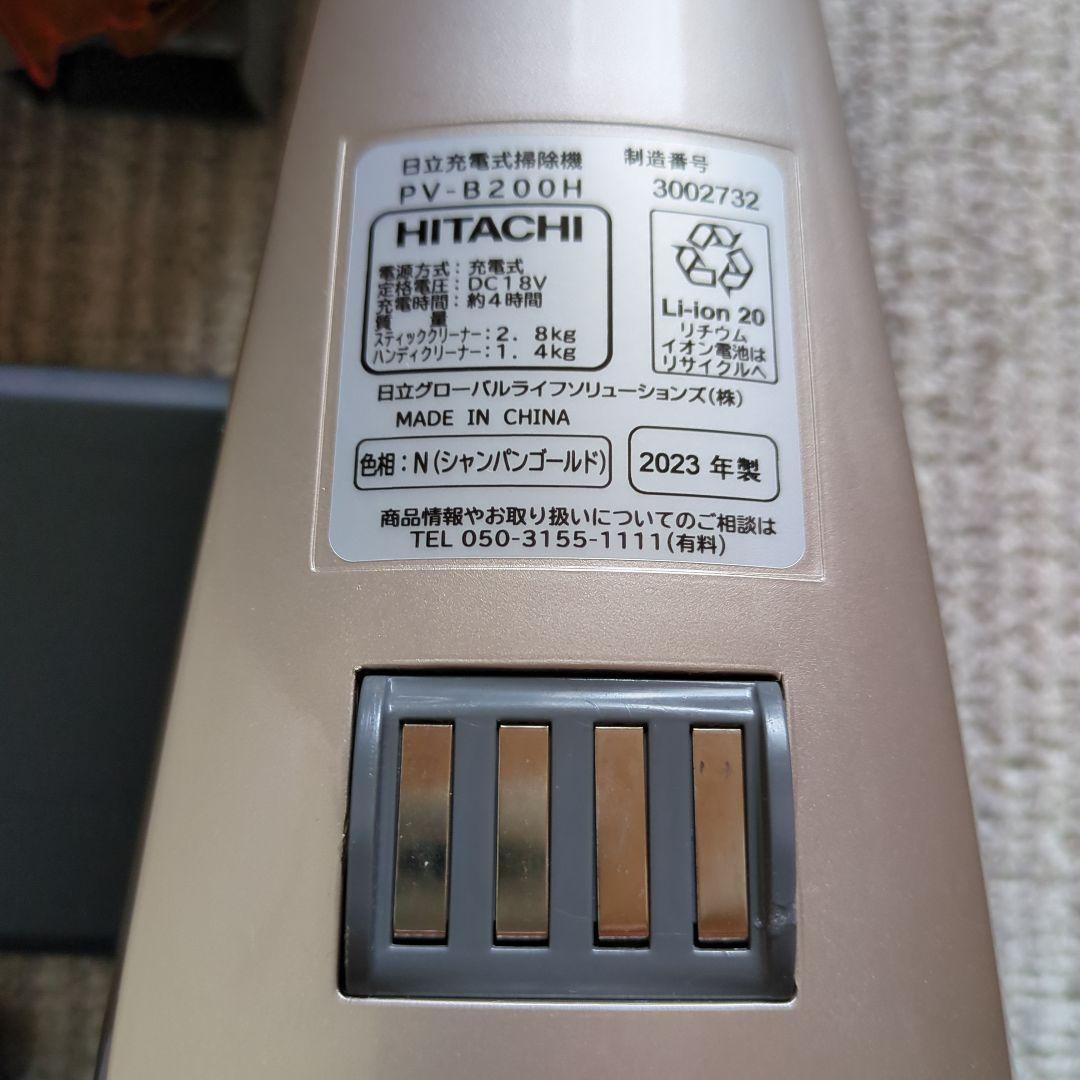 日立充電式掃除機
PV-B200H
制造番号
3002732
HITACHI
電源方式：充電式
定格電圧：DC18V
充電時間：約4時間
質 量
スティッククリーナー：2. 8kg
ハンディクリーナー：1. 4kg
Li-ion 20
リチウム
イオン電池は
リサイクルへ
日立グローバルライフソリューションズ(株)
MADE IN CHINA
色相：N(シャンパンゴールド)
2023 年製
商品情報やお取り扱いについてのご相談は
TEL 050-3155-1111(有料)